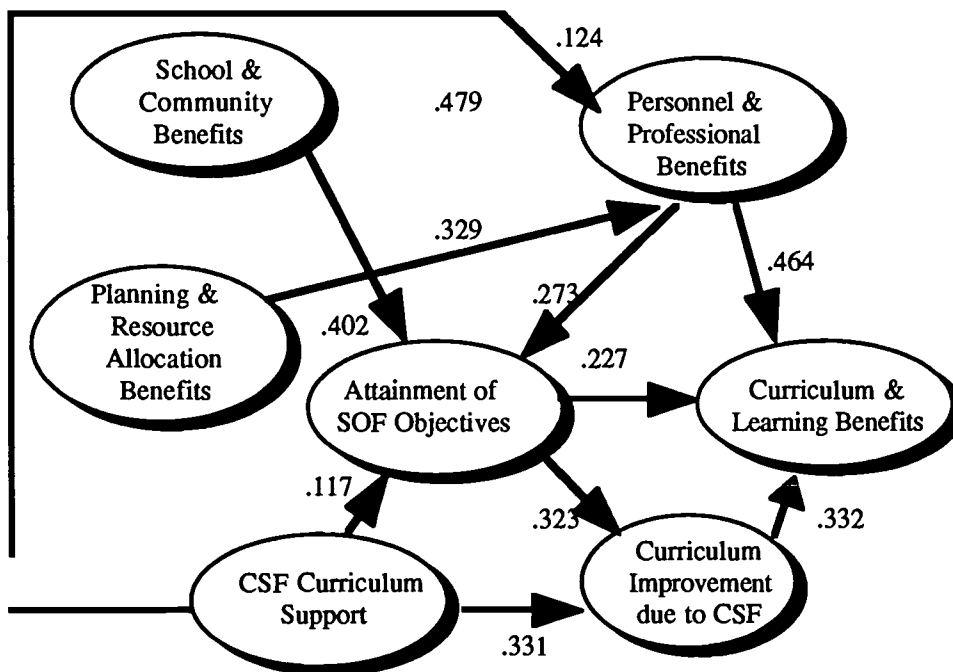 .124
School &
Community
Benefits
.479
Personnel &
Professional
Benefits
.329
.464
Planning &
Resource
Allocation
Benefits
.273
.402
Attainment of
SOF Objectives
.227
Curriculum &
Learning Benefits
.117
.323
.332
CSF Curriculum
Support
Curriculum
Improvement
due to CSF
.331